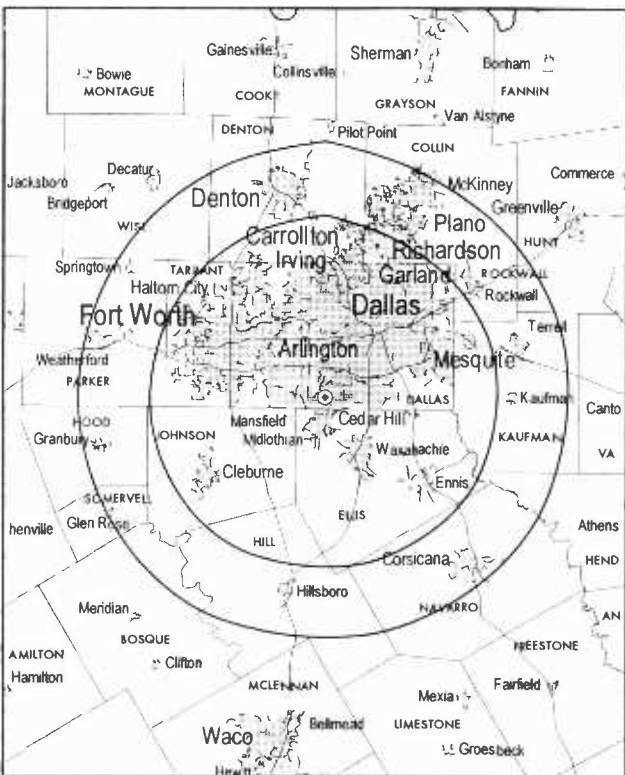 Gainesville
Sherman
Collinsville
Bonham
Bowie
MONTAGUE
COOK
GRAYSON
FANNIN
Van Alstyne
DENTON
Pilot Point
COLLIN
Jacksboro
Decatur
Bridgeport
Denton
McKinney
Commerce
Greenville
WISE
Carrollton
Plano
Irving
Richardson
HUNT
Springtown
TARRANT
Garland
ROCKWALL
Haltom City
Rockwall
Fort Worth
Dallas
Terrell
Arlington
Mesquite
Weatherford
PARKER
DALLAS
Kaufman
Canto
HOOD
Mansfield
Cedar Hill
Granbury
OHNSON
Midlothian
KAUFMAN
VA
Waxahachie
Cleburne
Ennis
SOMERVELL
Glen Rose
ELLIS
henville
HILL
Athens
Corsicana
HEND
Hillsboro
Meridian
NAVARRO
AN
BOSQUE
FREESTONE
AMILTON
Hamilton
Clifton
MCLENNAN
Mexia
Fairfield
Waco
Bellmead
LIMESTONE
Groesbeck
Hewitt